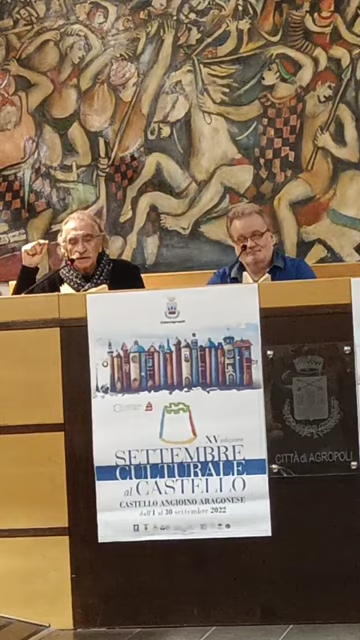 XV edizione
SETTEMBRE
CULTURALE
al CASTELLO
CASTELLO ANGIOINO ARAGONESE
dall'1 al 30 settembre 2022
CITTÀ di AGROPOLI